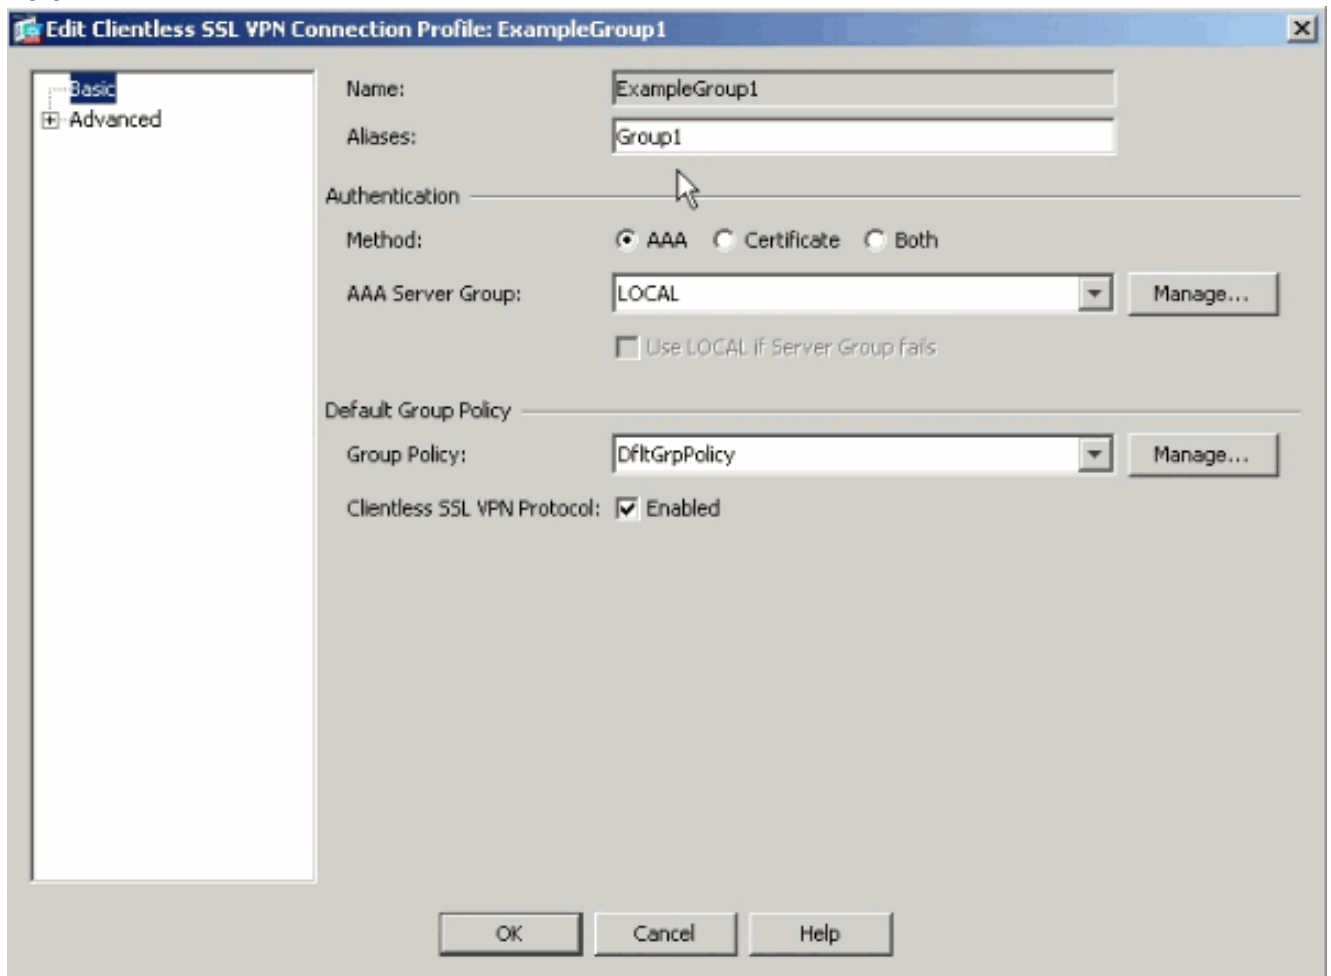 Edit Clientless SSL VPN Connection Profile: ExampleGroup1
Basic
Advanced
Name: ExampleGroup1
Aliases: Group1
Authentication
Method: AAA Certificate Both
AAA Server Group: LOCAL Manage...
Use LOCAL if Server Group fails
Default Group Policy
Group Policy: DfltGrpPolicy Manage...
Clientless SSL VPN Protocol: Enabled
OK Cancel Help